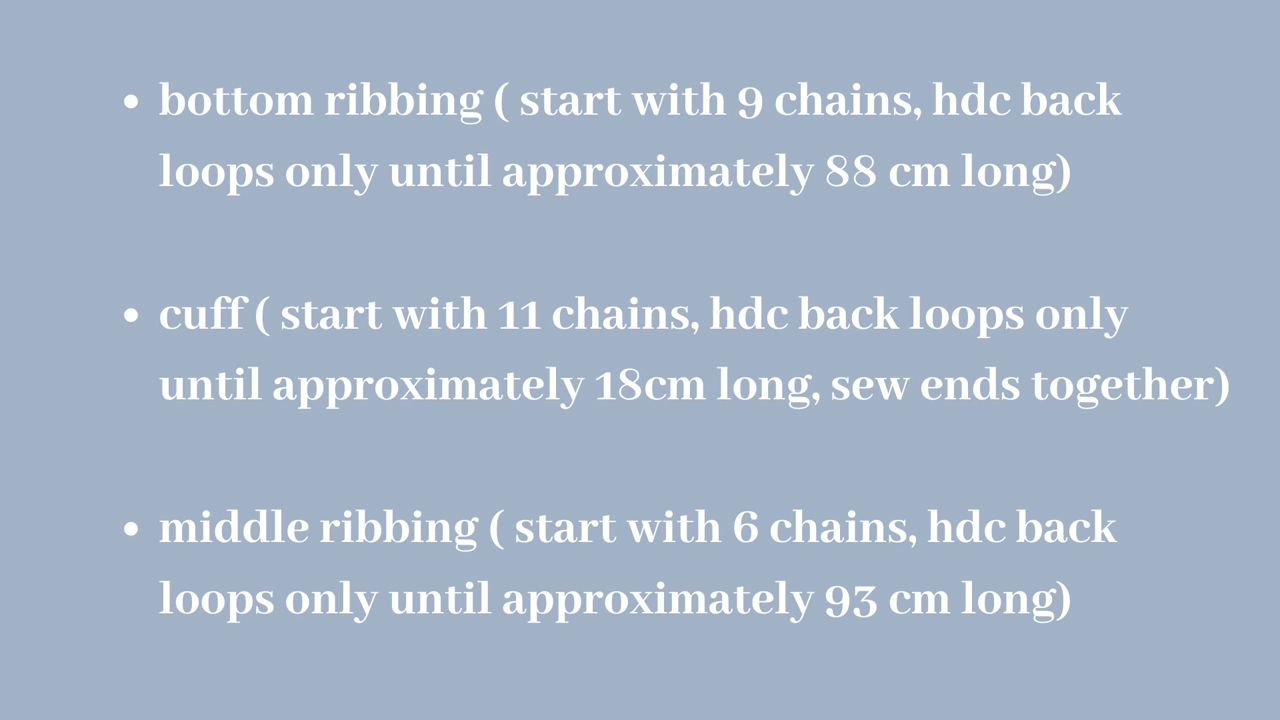 • bottom ribbing ( start with 9 chains, hdc back
loops only until approximately 88 cm long)
• cuff ( start with 11 chains, hdc back loops only
until approximately 18cm long, sew ends together)
• middle ribbing ( start with 6 chains, hdc back
loops only until approximately 93 cm long)